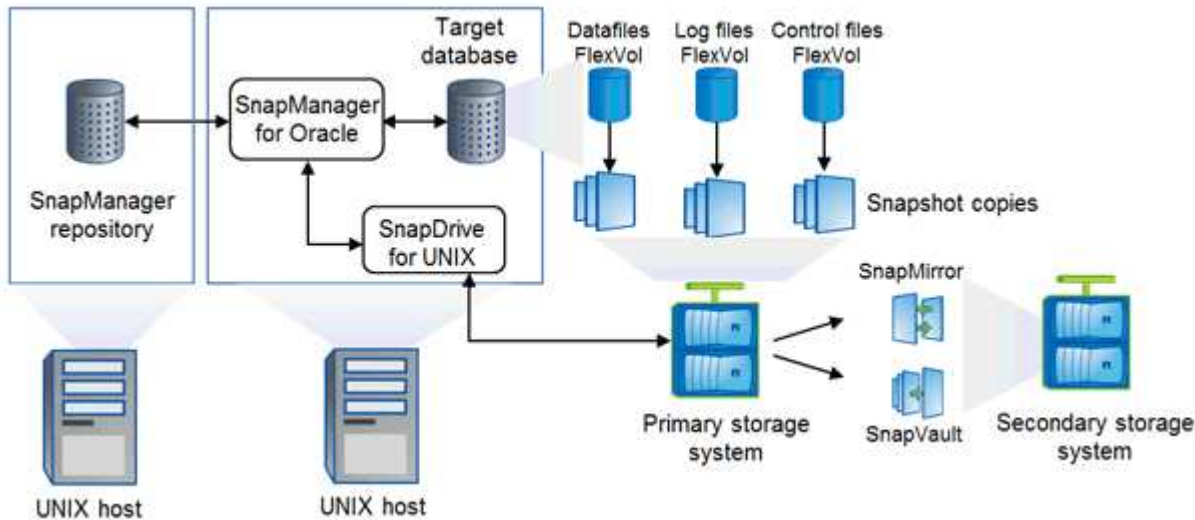 Target
database
Datafiles
FlexVol
Log files
FlexVol
Control files
FlexVol
SnapManager
for Oracle
SnapManager
repository
SnapDrive
for UNIX
Snapshot copies
SnapMirror
SnapVault
Primary storage
system
Secondary storage
system
UNIX host
UNIX host